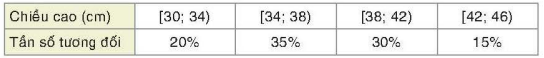 Chiều cao (cm) [30; 34) [34; 38) [38; 42) [42; 46)
Tần số tương đối 20% 35% 30% 15%